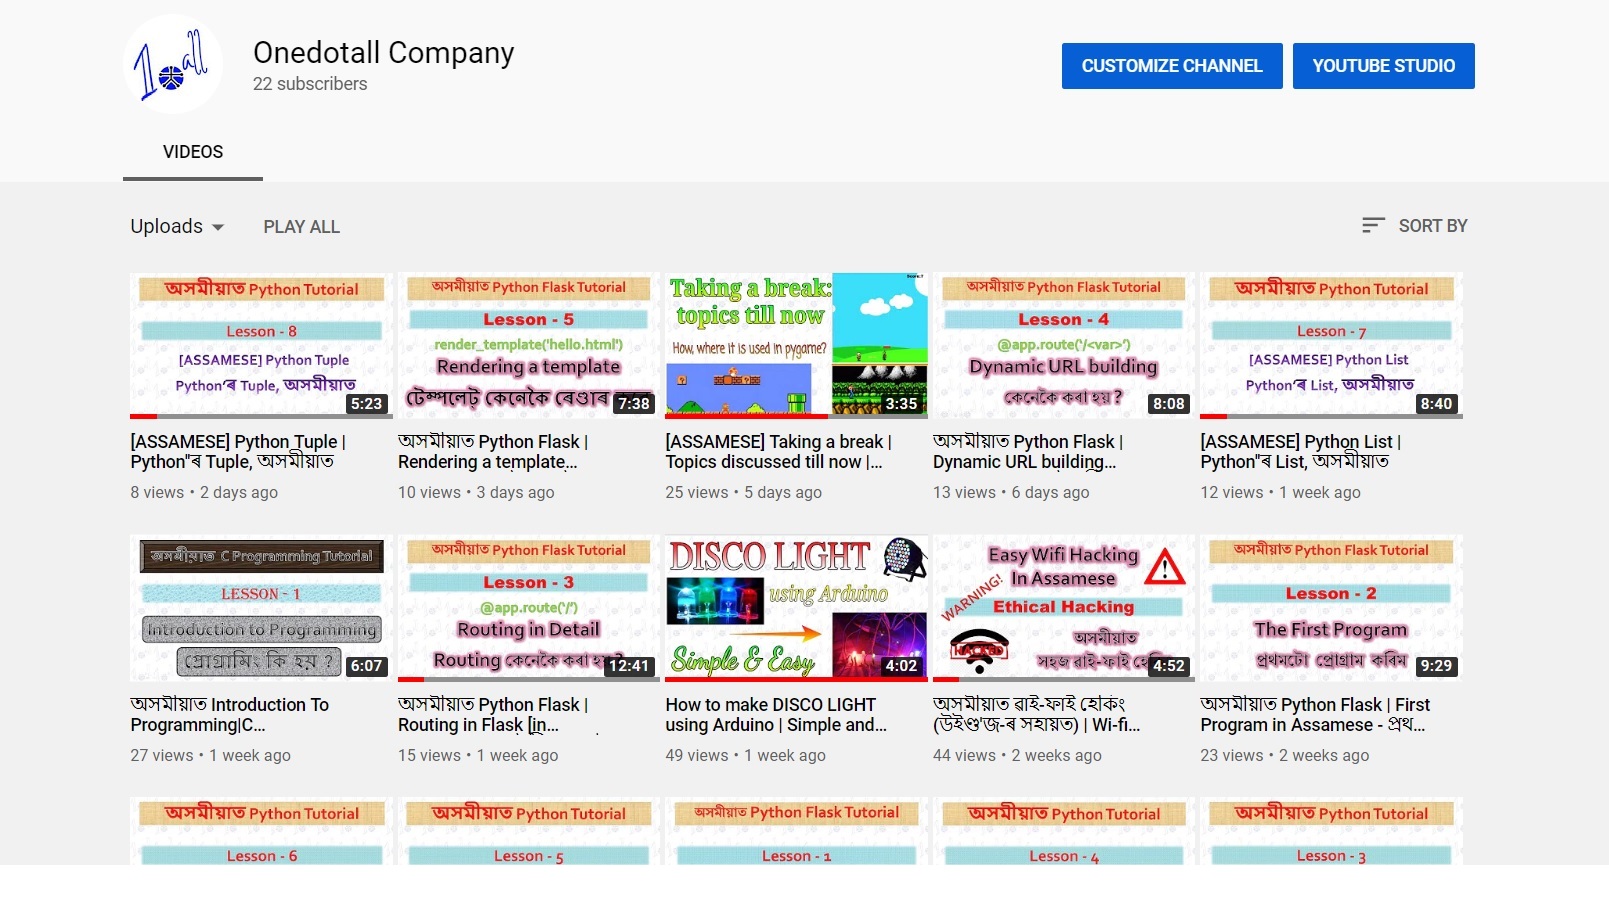 1 all
Onedotall Company
22 subscribers
CUSTOMIZE CHANNEL
YOUTUBE STUDIO
VIDEOS
Uploads
PLAY ALL
SORT BY
অসমীয়াত Python Tutorial
Lesson - 8
[ASSAMESE] Python Tuple
Python'ৰ Tuple, অসমীয়াত
5:23
[ASSAMESE] Python Tuple |
Python"ৰ Tuple, অসমীয়াত
8 views • 2 days ago
অসমীয়াত Python Flask Tutorial
Lesson - 5
render_template('hello.html')
Rendering a template
টেম্পলেট্ কেনেকৈ ৰেণ্ডাৰ
7:38
অসমীয়াত Python Flask |
Rendering a template...
10 views • 3 days ago
Taking a break:
topics till now
How, where it is used in pygame?
3:35
[ASSAMESE] Taking a break |
Topics discussed till now |...
25 views • 5 days ago
অসমীয়াত Python Flask Tutorial
Lesson - 4
@app.route('/<var>')
Dynamic URL building
কেনেকৈ কৰা হয় ?
8:08
অসমীয়াত Python Flask |
Dynamic URL building...
13 views • 6 days ago
অসমীয়াত Python Tutorial
Lesson - 7
[ASSAMESE] Python List
Python'ৰ List, অসমীয়াত
8:40
[ASSAMESE] Python List |
Python"ৰ List, অসমীয়াত
12 views • 1 week ago
অসমীয়াত C Programming Tutorial
LESSON - 1
Introduction to Programming
প্ৰোগ্ৰামিং কি হয় ?
6:07
অসমীয়াত Introduction To
Programming|C...
27 views • 1 week ago
অসমীয়াত Python Flask Tutorial
Lesson - 3
@app.route('/')
Routing in Detail
Routing কেনেকৈ কৰা হয়?
12:41
অসমীয়াত Python Flask |
Routing in Flask [in...
15 views • 1 week ago
DISCO LIGHT
using Arduino
Simple & Easy
4:02
How to make DISCO LIGHT
using Arduino | Simple and...
49 views • 1 week ago
Easy Wifi Hacking
In Assamese
WARNING!
Ethical Hacking
HACKED
অসমীয়াত
সহজ ৱাই-ফাই
4:52
অসমীয়াত ৱাই-ফাই হেকিং
(উইণ্ড'জ-ৰ সহায়ত) | Wi-fi...
44 views • 2 weeks ago
অসমীয়াত Python Flask Tutorial
Lesson - 2
The First Program
প্ৰথমটো প্ৰোগ্ৰাম কৰিম
9:29
অসমীয়াত Python Flask | First
Program in Assamese - প্ৰথ...
23 views • 2 weeks ago
অসমীয়াত Python Tutorial
Lesson - 6
অসমীয়াত Python Tutorial
Lesson - 5
অসমীয়াত Python Flask Tutorial
Lesson - 1
অসমীয়াত Python Tutorial
Lesson - 4
অসমীয়াত Python Tutorial
Lesson - 3